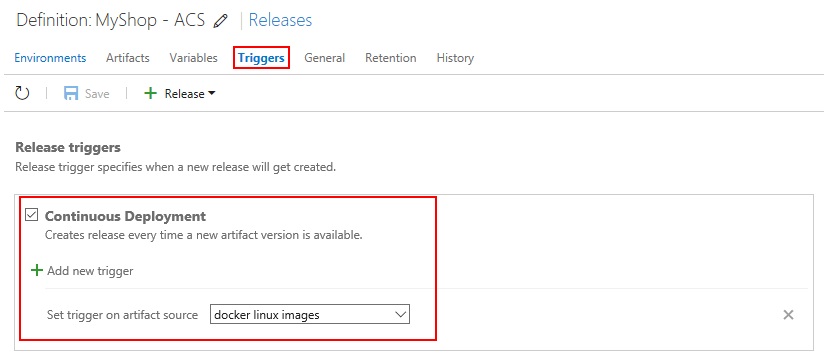 Definition: MyShop - ACS | Releases
Environments Artifacts Variables Triggers General Retention History
Save Release
Release triggers
Release trigger specifies when a new release will get created.
Continuous Deployment
Creates release every time a new artifact version is available.
Add new trigger
Set trigger on artifact source docker linux images